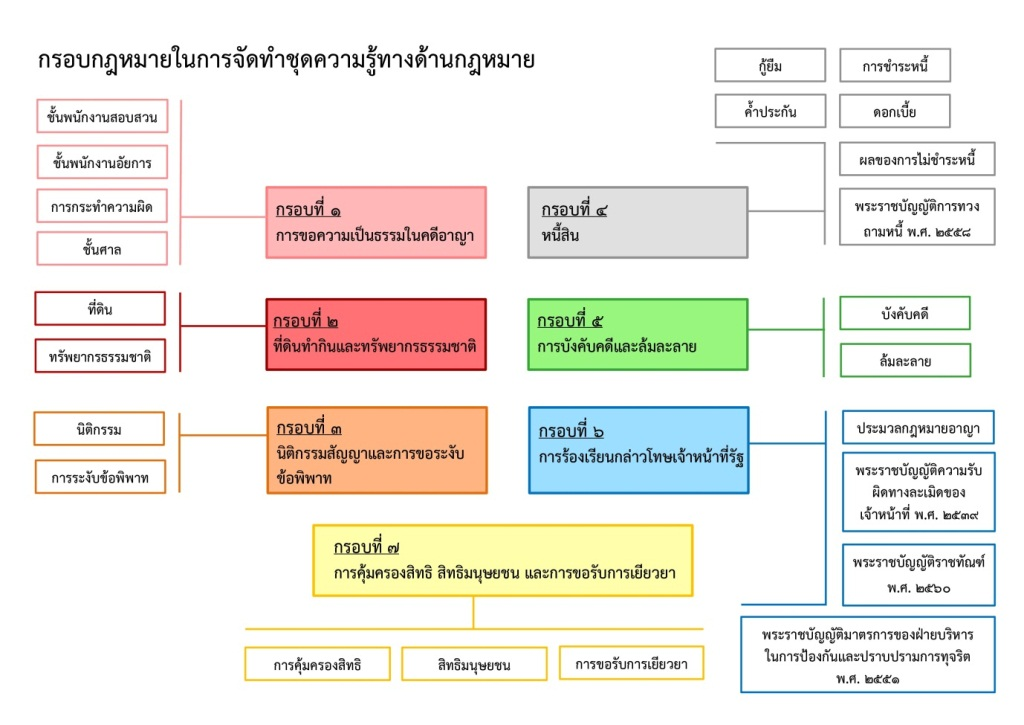 กรอบกฎหมายในการจัดทำชุดความรู้ทางด้านกฎหมาย
ชั้นพนักงานสอบสวน
ชั้นพนักงานอัยการ
การกระทำความผิด
ชั้นศาล
กรอบที่ ๑
การขอความเป็นธรรมในคดีอาญา
ที่ดิน
ทรัพยากรธรรมชาติ
กรอบที่ ๒
ที่ดินทำกินและทรัพยากรธรรมชาติ
นิติกรรม
การระงับข้อพิพาท
กรอบที่ ๓
นิติกรรมสัญญาและการขอระงับ
ข้อพิพาท
กู้ยืม
การชำระหนี้
ค้ำประกัน
ดอกเบี้ย
ผลของการไม่ชำระหนี้
พระราชบัญญัติการทวง
ถามหนี้ พ.ศ. ๒๕๕๘
กรอบที่ ๔
หนี้สิน
กรอบที่ ๕
การบังคับคดีและล้มละลาย
บังคับคดี
ล้มละลาย
กรอบที่ ๖
การร้องเรียนกล่าวโทษเจ้าหน้าที่รัฐ
ประมวลกฎหมายอาญา
พระราชบัญญัติความรับ
ผิดทางละเมิดของ
เจ้าหน้าที่ พ.ศ. ๒๕๓๙
พระราชบัญญัติราชทัณฑ์
พ.ศ. ๒๕๖๐
พระราชบัญญัติมาตรการของฝ่ายบริหาร
ในการป้องกันและปราบปรามการทุจริต
พ.ศ. ๒๕๕๑
กรอบที่ ๗
การคุ้มครองสิทธิ สิทธิมนุษยชน และการขอรับการเยียวยา
การคุ้มครองสิทธิ
สิทธิมนุษยชน
การขอรับการเยียวยา